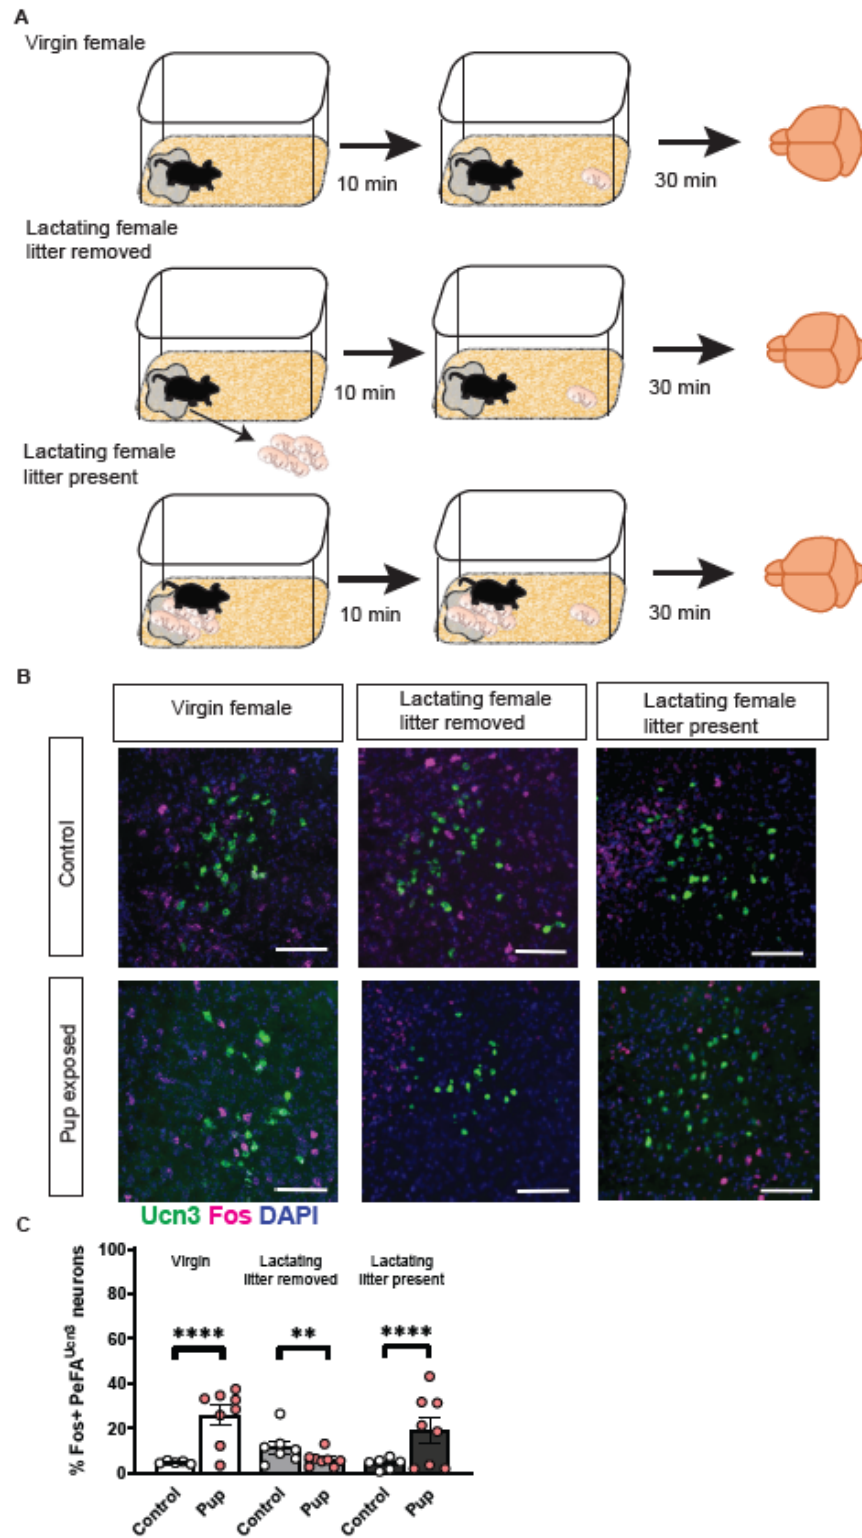 A
Virgin female
10 min
30 min
Lactating female
litter removed
10 min
30 min
Lactating female
litter present
10 min
30 min
B
Virgin female
Lactating female
litter removed
Lactating female
litter present
Control
Pup exposed
Ucn3 Fos DAPI
C
% Fos+ PeFA^Ucn3 neurons
100
80
60
40
20
0
Virgin
Lactating
litter removed
Lactating
litter present
****
**
****
Control
Pup
Control
Pup
Control
Pup